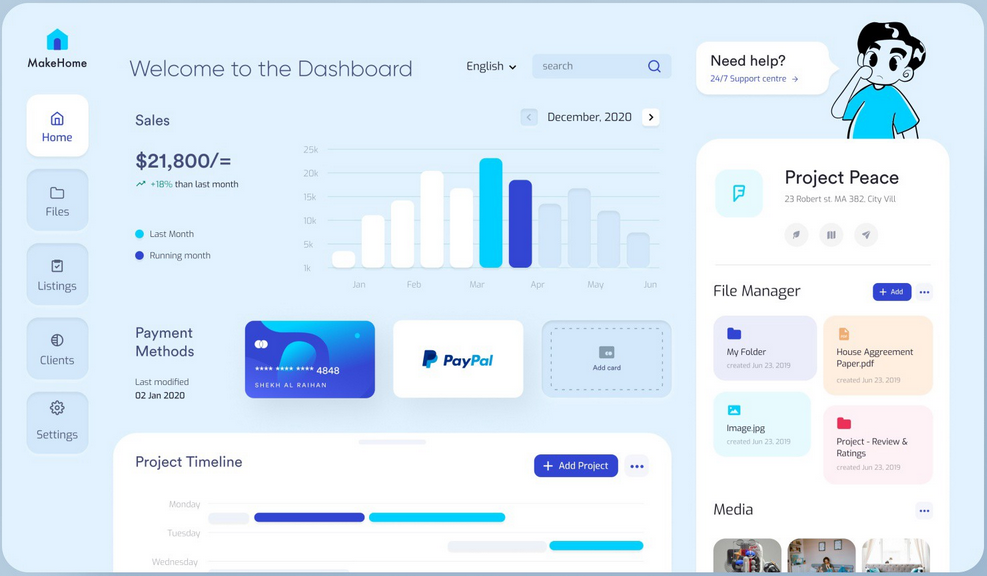 MakeHome
Home
Files
Listings
Clients
Settings
Welcome to the Dashboard
English
search
Sales
December, 2020
$21,800/=
+18% than last month
Last Month
Running month
25k
20k
15k
10k
5k
1k
Jan
Feb
Mar
Apr
May
Jun
Payment
Methods
Last modified
02 Jan 2020
**** **** **** 4848
SHEKH AL RAIHAN
PayPal
Add card
Project Timeline
+ Add Project
Monday
Tuesday
Wednesday
Need help?
24/7 Support centre →
Project Peace
23 Robert st. MA 3B2, City Vill
File Manager
+ Add
My Folder
created Jun 23, 2019
House Aggreement
Paper.pdf
created Jun 23, 2019
Image.jpg
created Jun 23, 2019
Project - Review &
Ratings
created Jun 23, 2019
Media